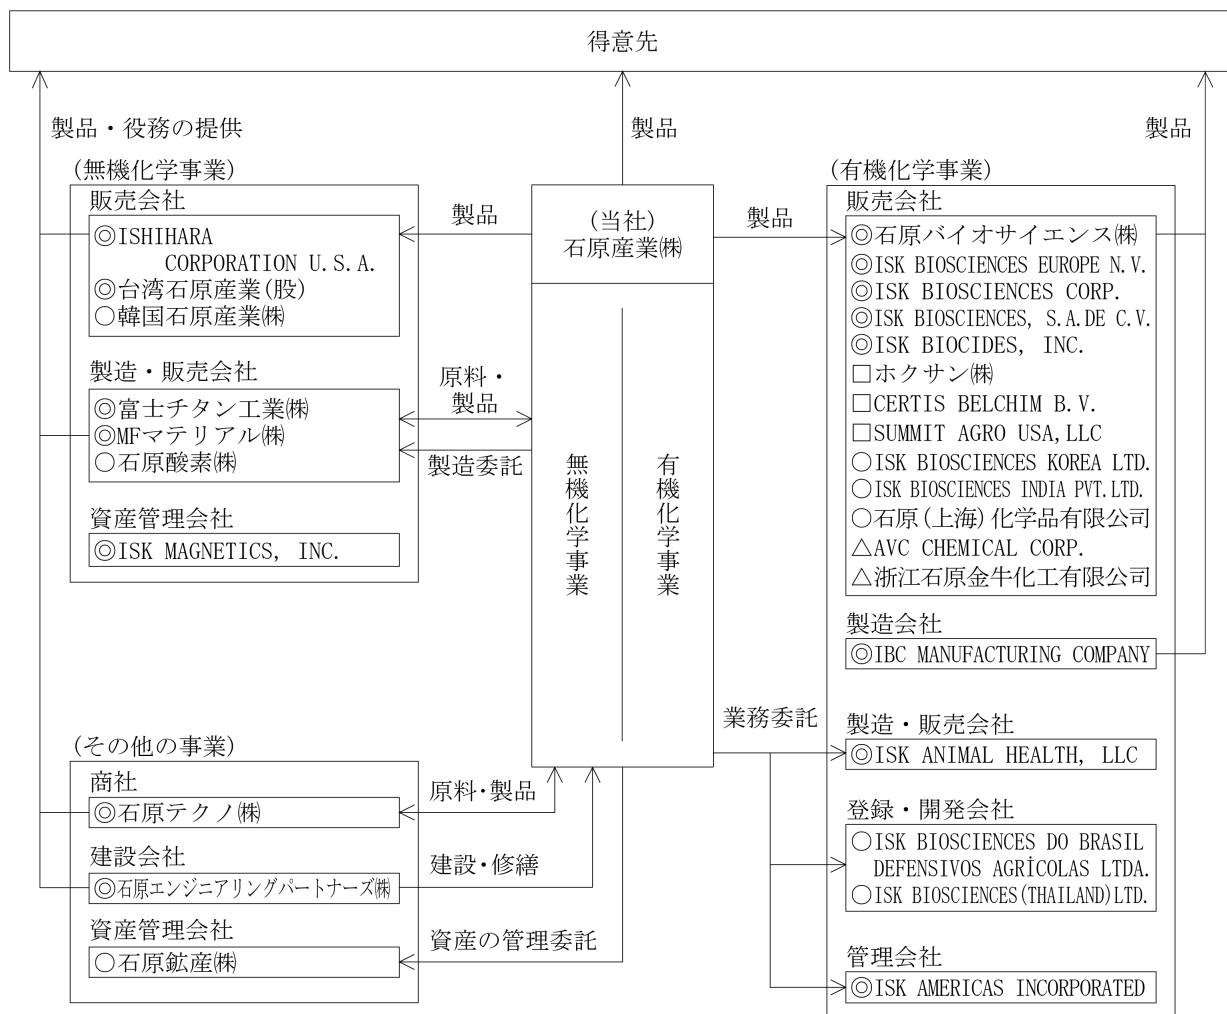 得意先
製品・役務の提供
製品
製品
(無機化学事業)
販売会社
◎ISHIHARA
CORPORATION U.S.A.
◎台湾石原産業(股)
○韓国石原産業㈱
製造・販売会社
◎富士チタン工業㈱
◎MFマテリアル㈱
○石原酸素㈱
資産管理会社
◎ISK MAGNETICS, INC.
製品
原料・
製品
製造委託
(当社)
石原産業㈱
無機化学事業
有機化学事業
製品
(有機化学事業)
販売会社
◎石原バイオサイエンス㈱
◎ISK BIOSCIENCES EUROPE N.V.
◎ISK BIOSCIENCES CORP.
◎ISK BIOSCIENCES, S.A.DE C.V.
◎ISK BIOCIDES, INC.
□ホクサン㈱
□CERTIS BELCHIM B.V.
□SUMMIT AGRO USA,LLC
○ISK BIOSCIENCES KOREA LTD.
○ISK BIOSCIENCES INDIA PVT.LTD.
○石原(上海)化学品有限公司
△AVC CHEMICAL CORP.
△浙江石原金牛化工有限公司
製造会社
◎IBC MANUFACTURING COMPANY
業務委託
製造・販売会社
◎ISK ANIMAL HEALTH, LLC
登録・開発会社
○ISK BIOSCIENCES DO BRASIL
DEFENSIVOS AGRÍCOLAS LTDA.
○ISK BIOSCIENCES(THAILAND)LTD.
管理会社
◎ISK AMERICAS INCORPORATED
(その他の事業)
商社
◎石原テクノ㈱
建設会社
◎石原エンジニアリングパートナーズ㈱
資産管理会社
○石原鉱産㈱
原料・製品
建設・修繕
資産の管理委託